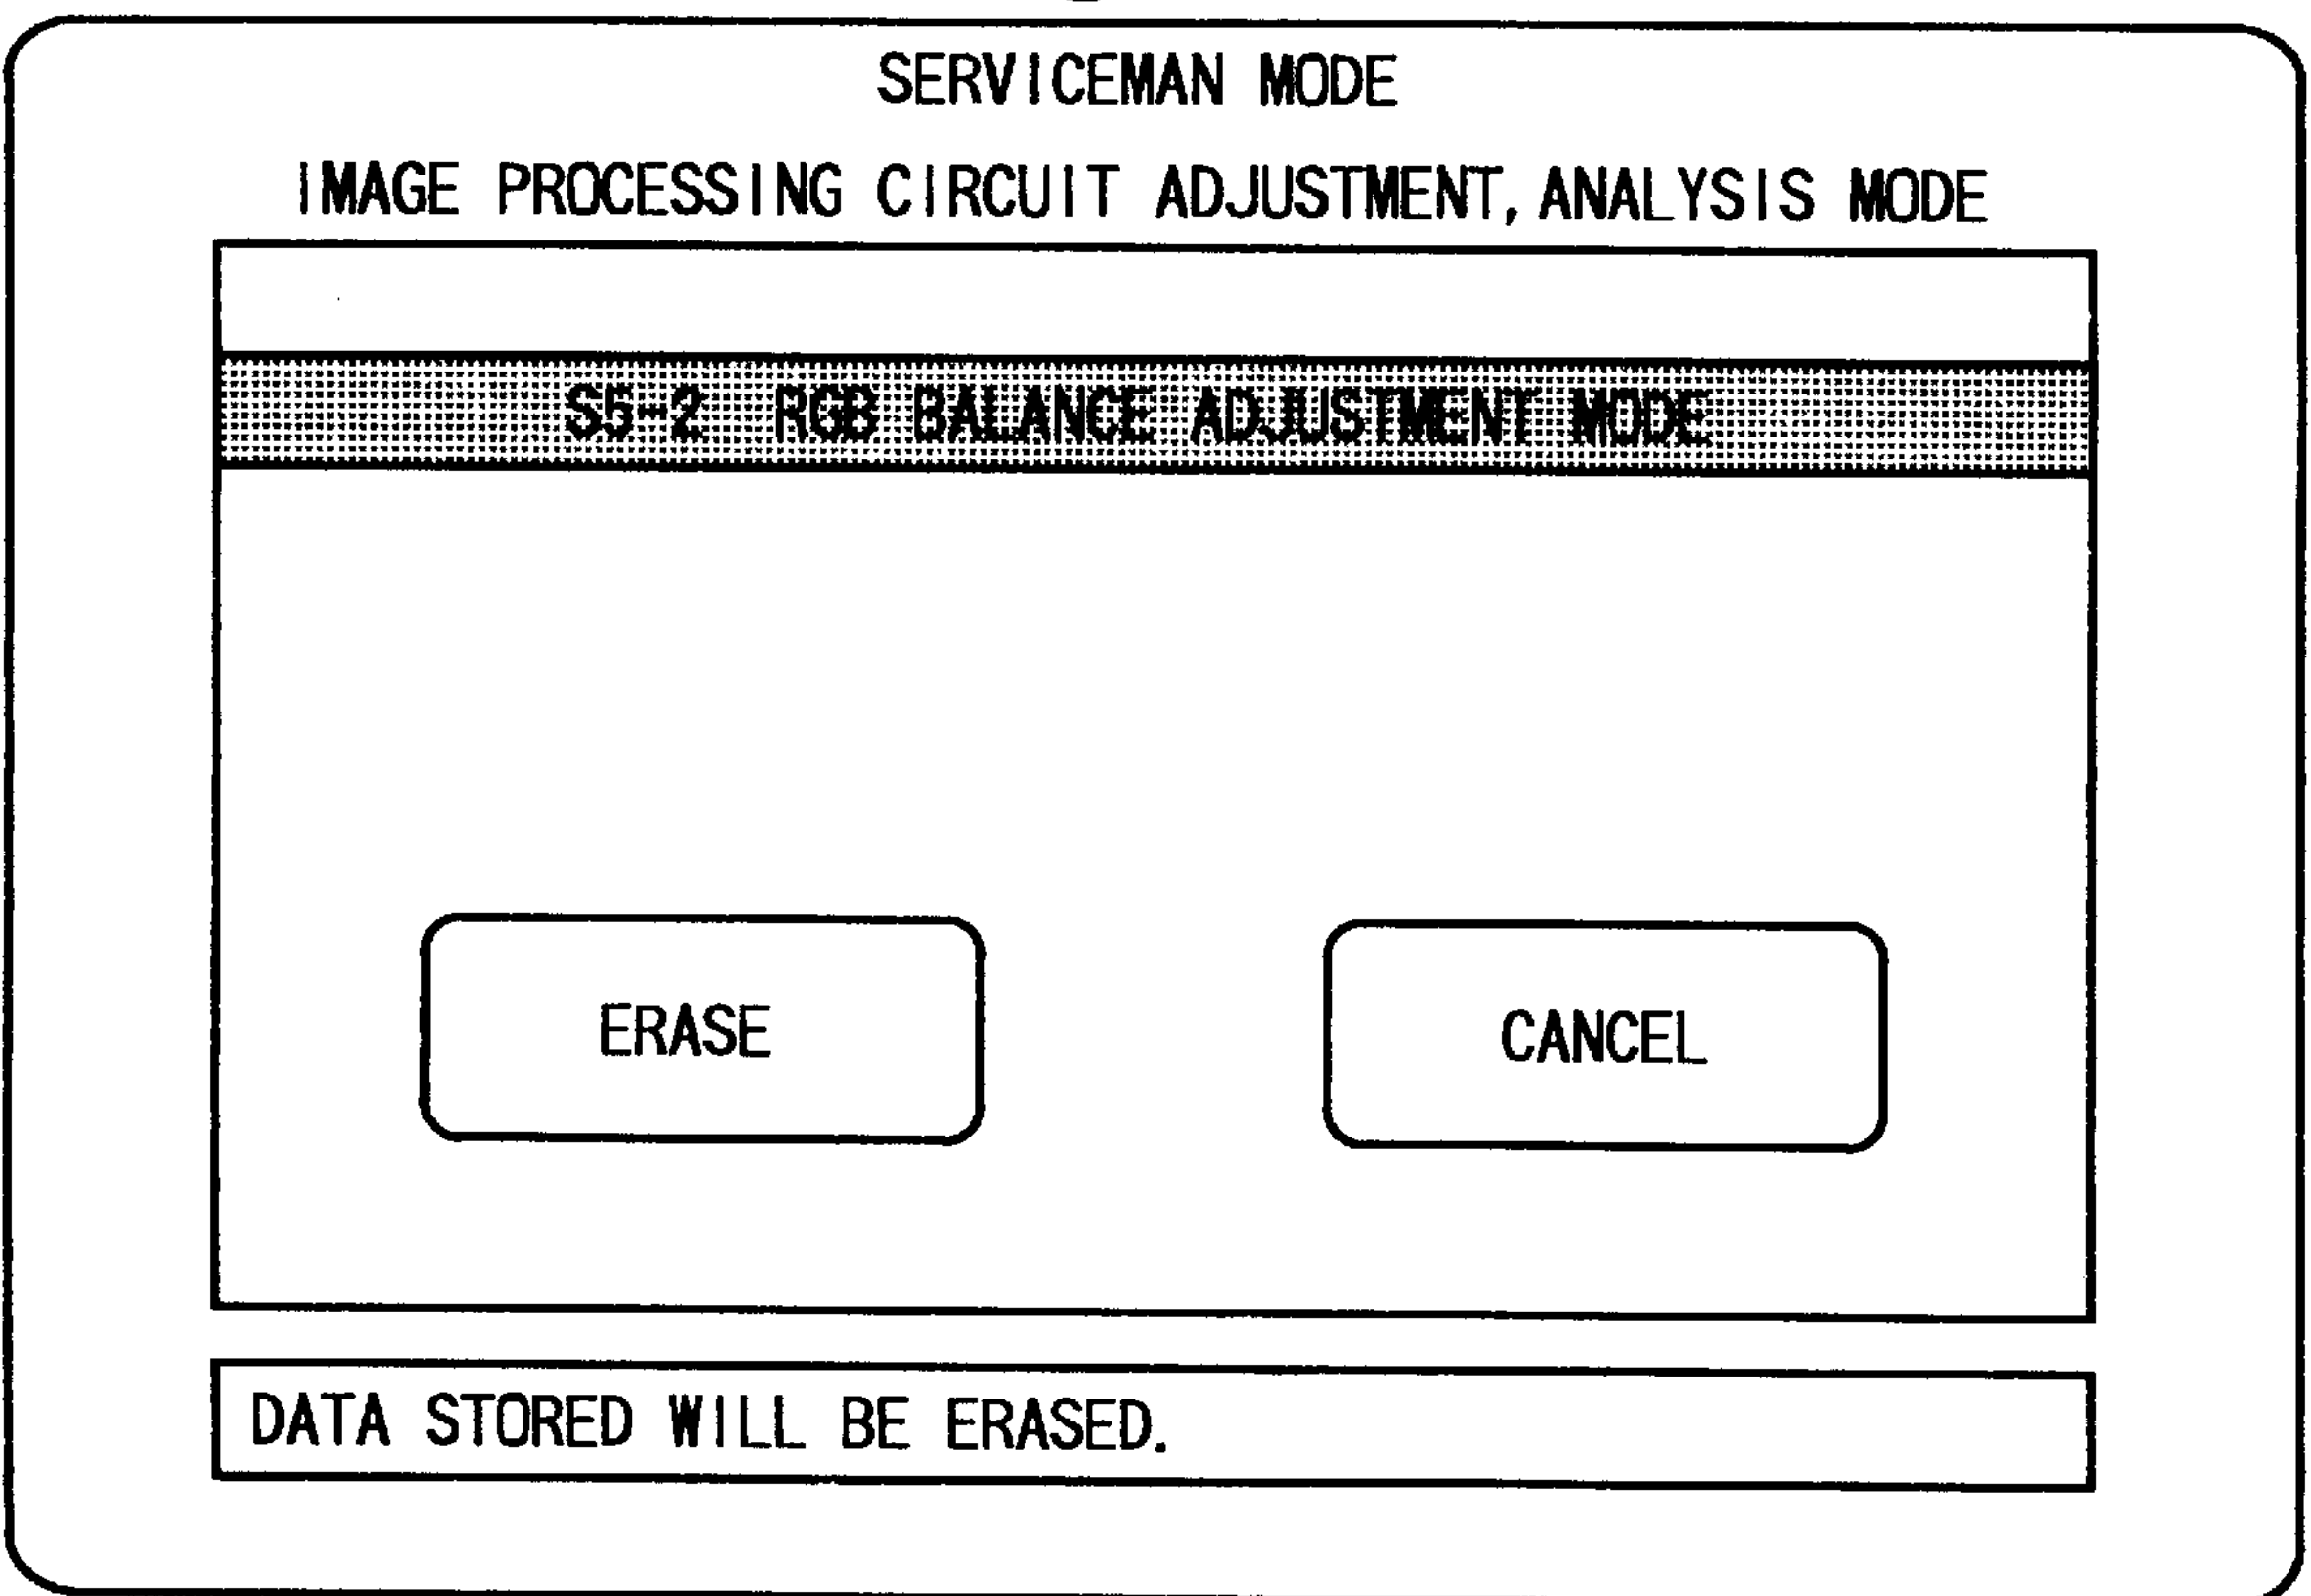 SERVICEMAN MODE
IMAGE PROCESSING CIRCUIT ADJUSTMENT, ANALYSIS MODE
S5-2 RGB BALANCE ADJUSTMENT MODE
ERASE
CANCEL
DATA STORED WILL BE ERASED.